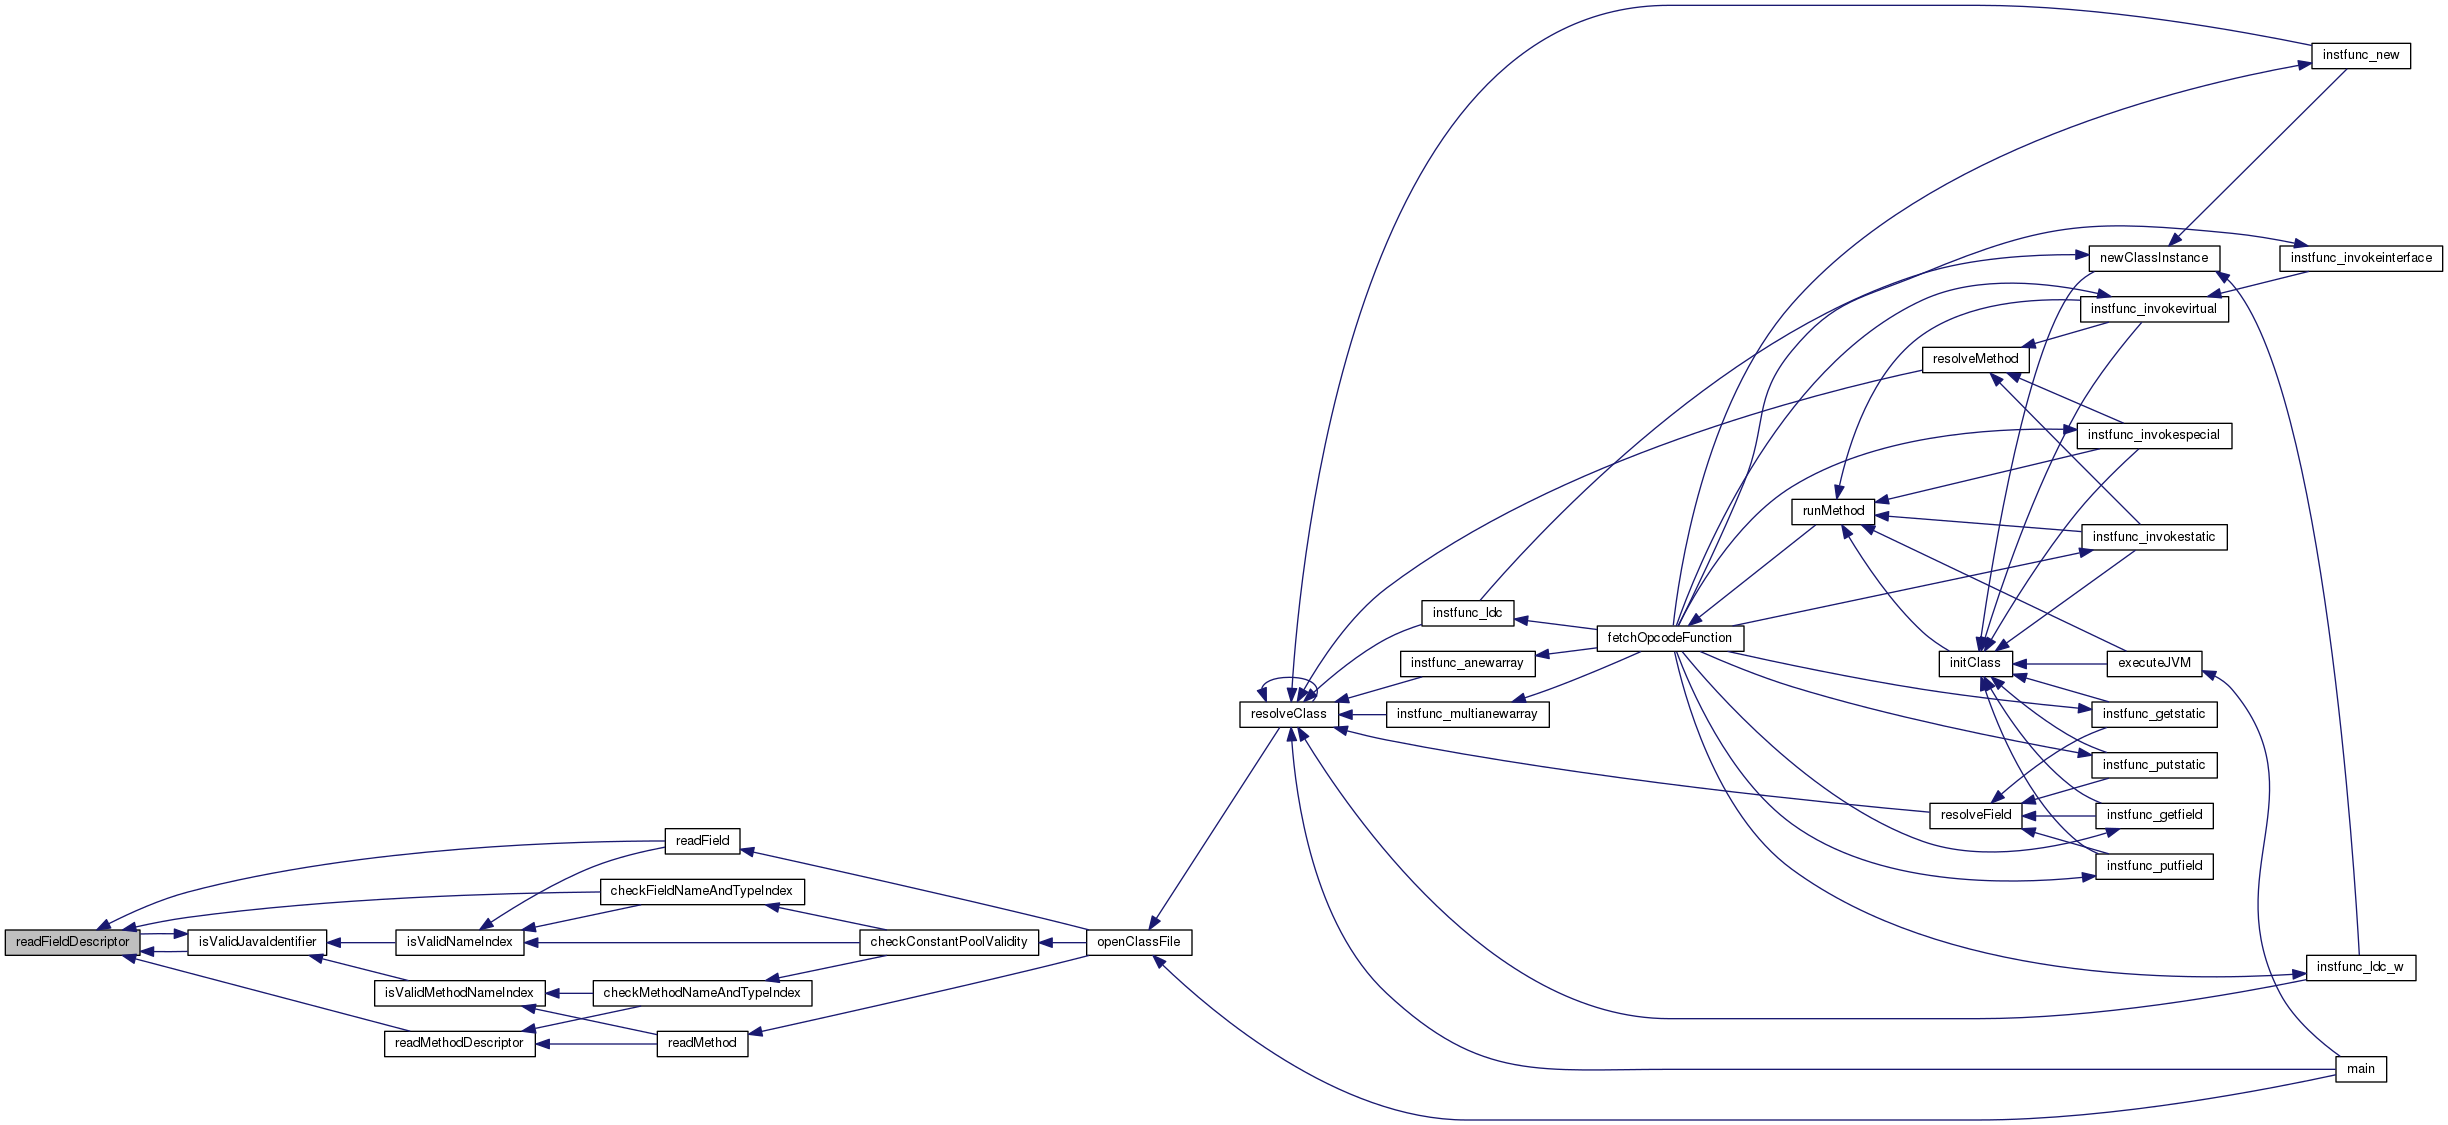 instfunc_new
newClassInstance
instfunc_invokeinterface
instfunc_invokevirtual
resolveMethod
instfunc_invokespecial
runMethod
instfunc_invokestatic
instfunc_ldc
fetchOpcodeFunction
instfunc_anewarray
initClass
executeJVM
resolveClass
instfunc_multianewarray
instfunc_getstatic
instfunc_putstatic
resolveField
instfunc_getfield
readField
instfunc_putfield
checkFieldNameAndTypeIndex
readFieldDescriptor
isValidJavaIdentifier
isValidNameIndex
checkConstantPoolValidity
openClassFile
instfunc_ldc_w
isValidMethodNameIndex
checkMethodNameAndTypeIndex
readMethodDescriptor
readMethod
main